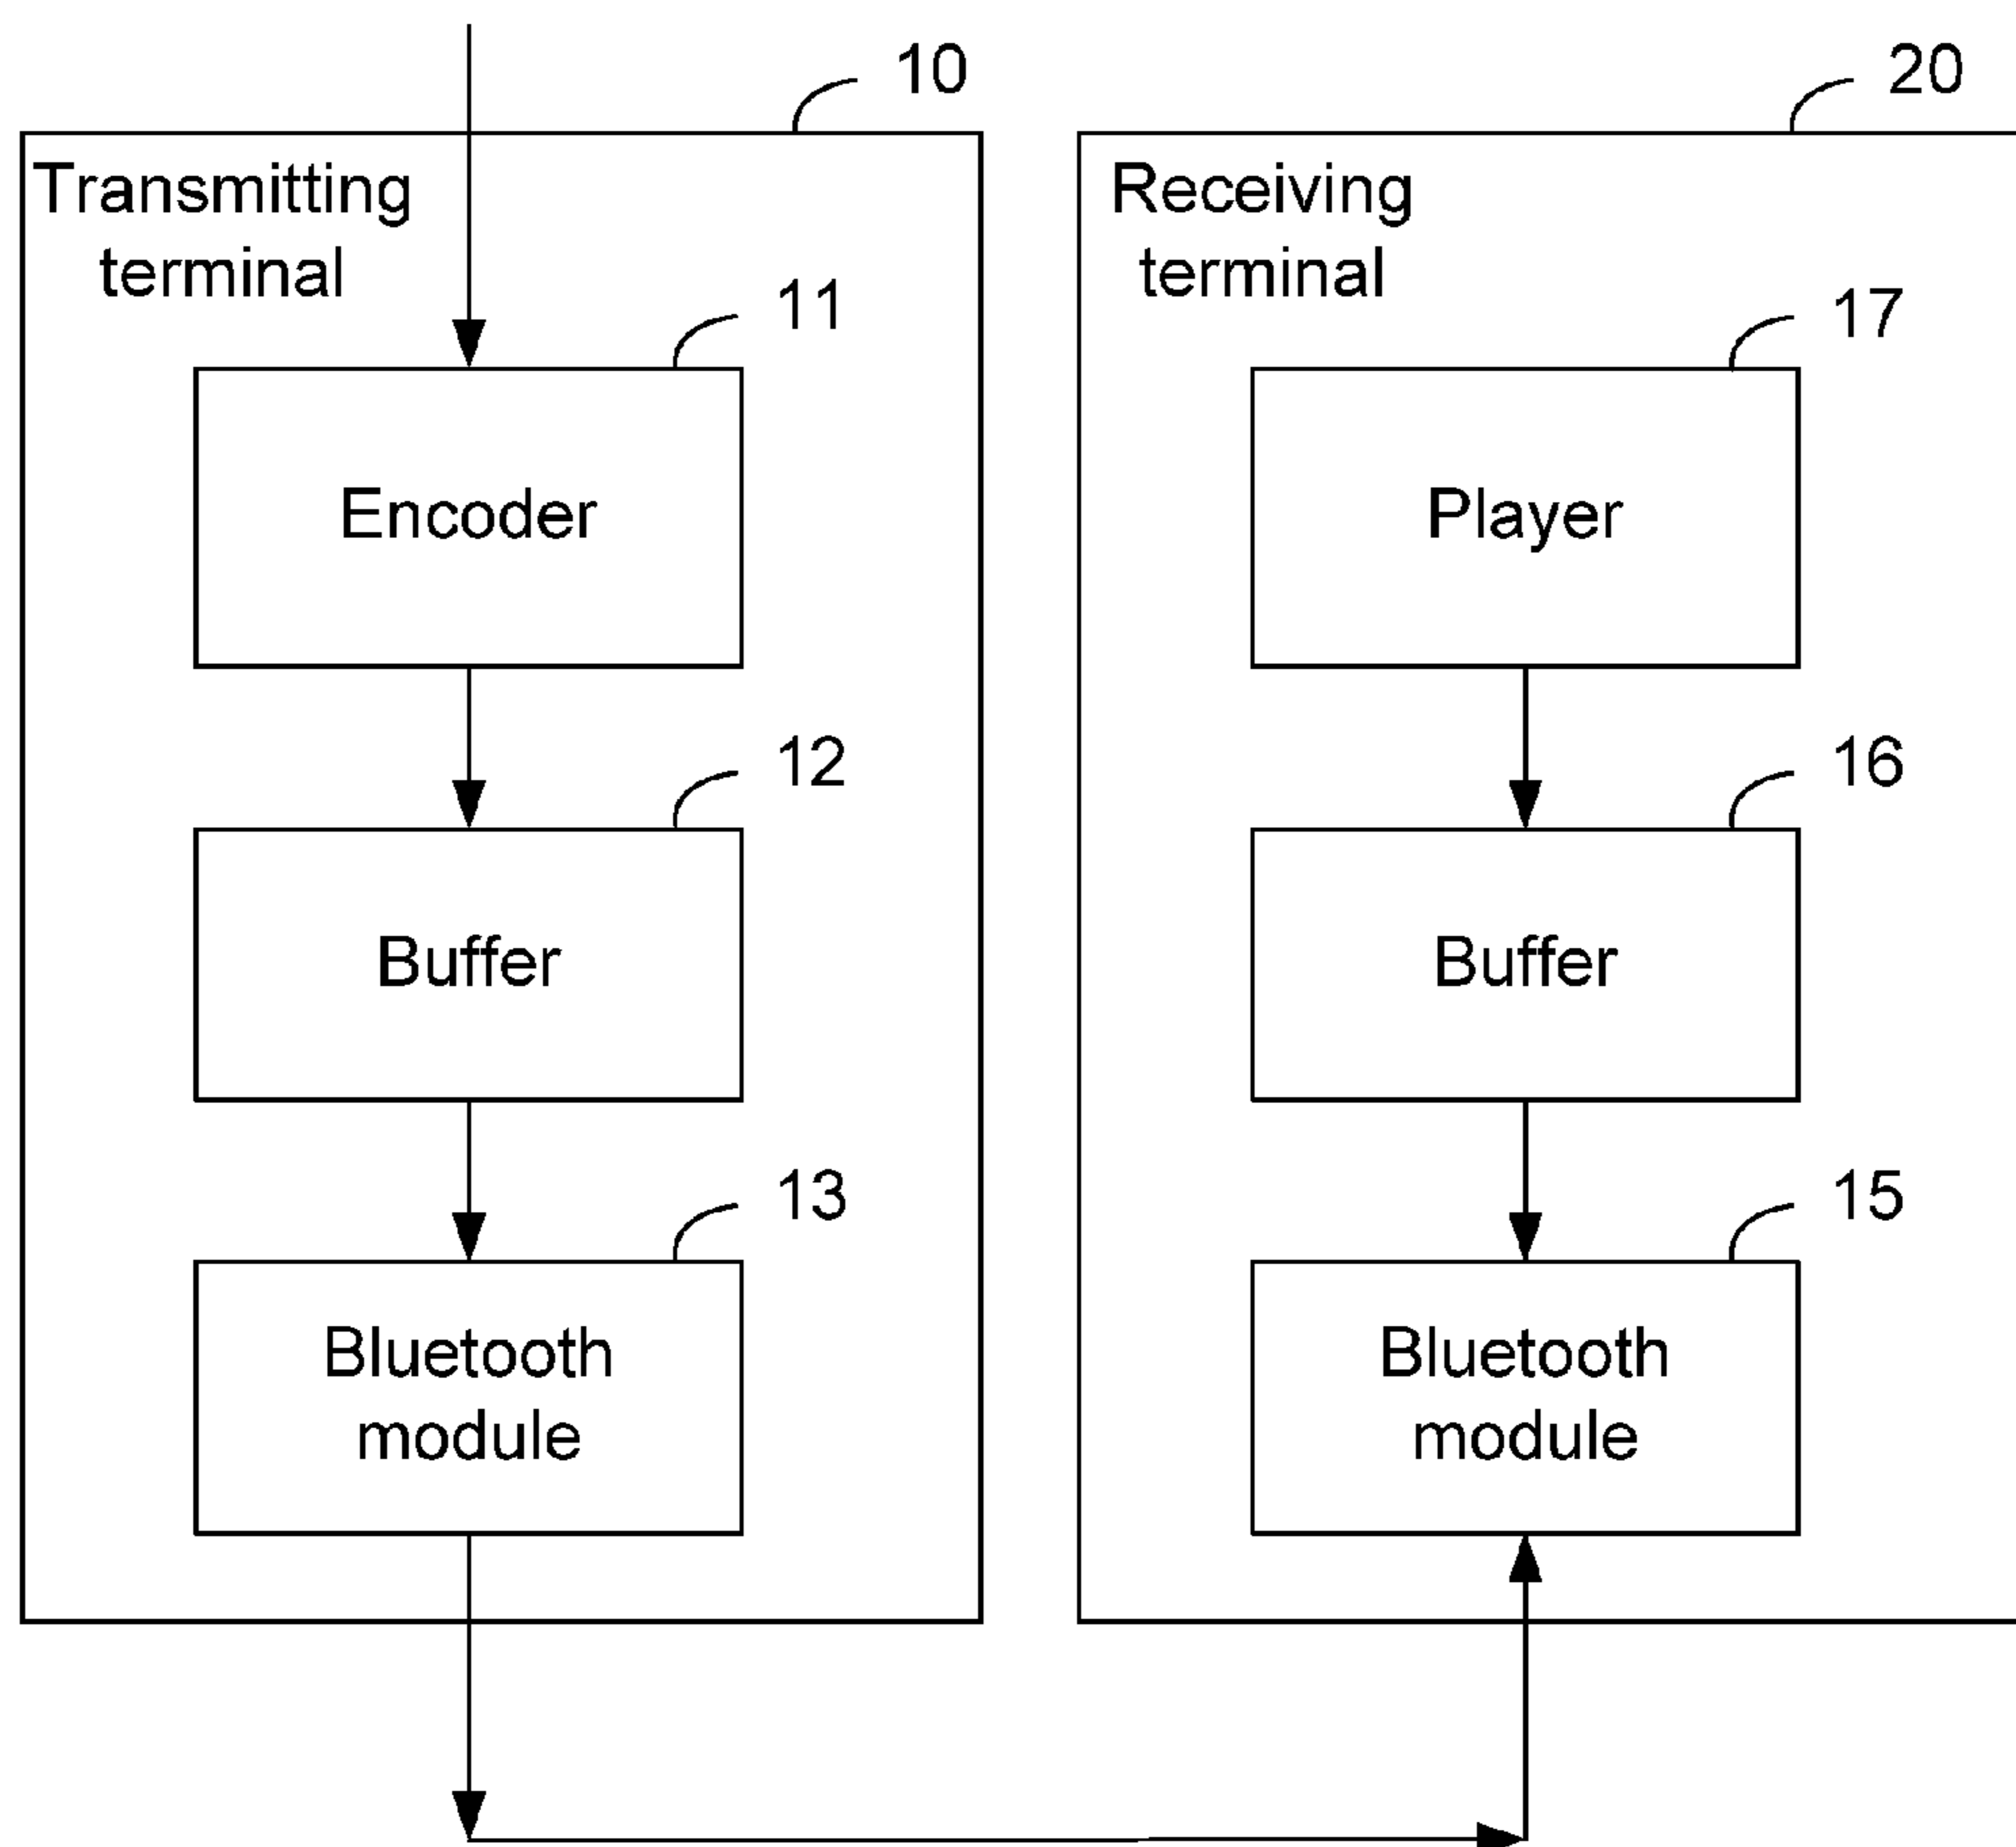 10
Transmitting
terminal
11
Encoder
12
Buffer
13
Bluetooth
module
20
Receiving
terminal
17
Player
16
Buffer
15
Bluetooth
module